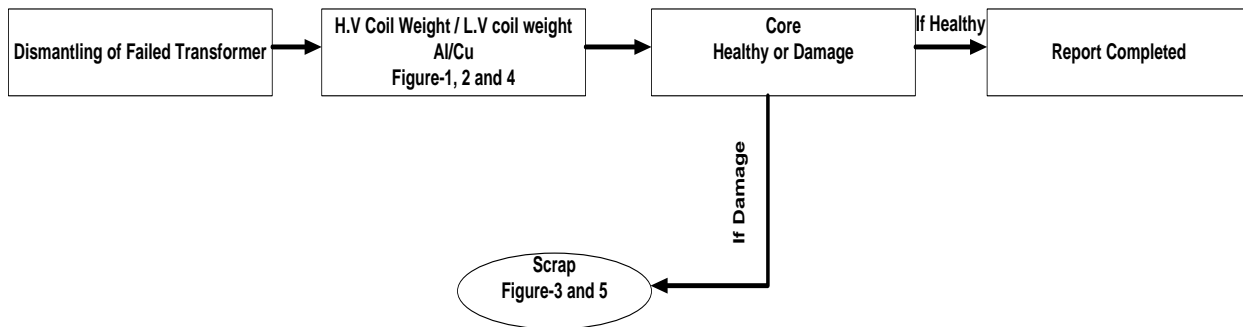 Dismantling of Failed Transformer
H.V Coil Weight / L.V coil weight
Al/Cu
Figure-1, 2 and 4
Core
Healthy or Damage
If Healthy
Report Completed
If Damage
Scrap
Figure-3 and 5